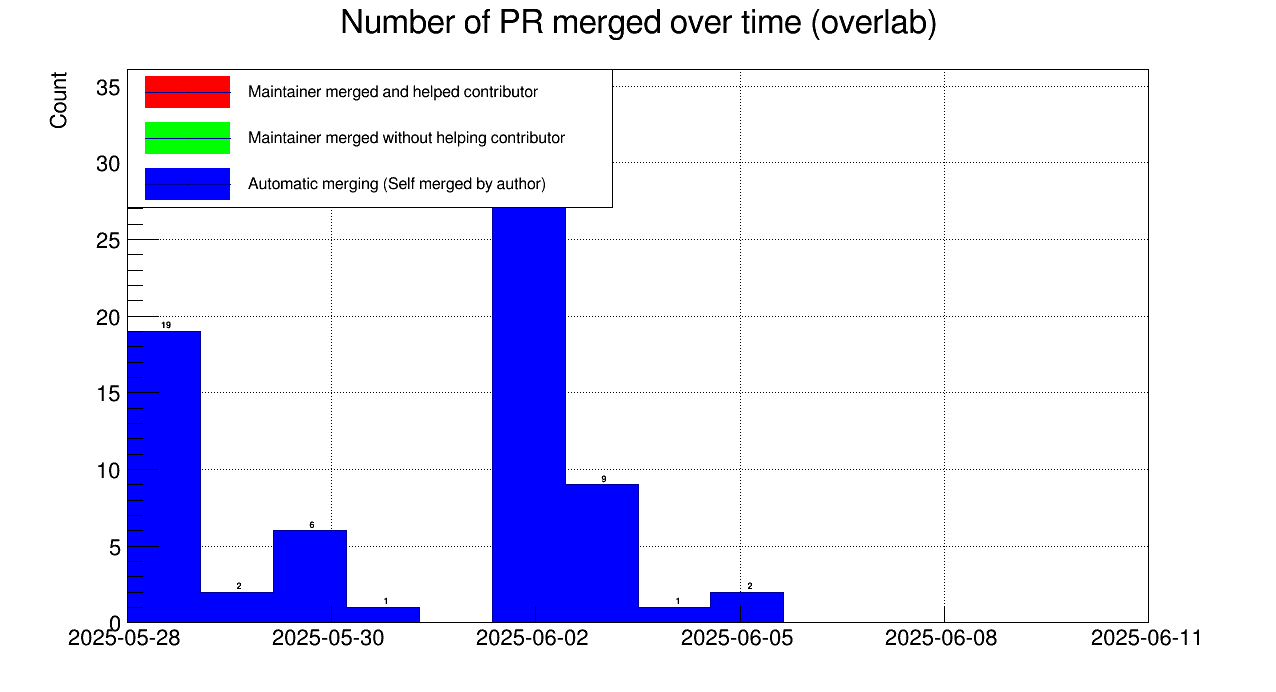 Number of PR merged over time (overlab)
Count
35
Maintainer merged and helped contributor
Maintainer merged without helping contributor
30
Automatic merging (Self merged by author)
25
20
19
15
10
9
6
5
2
2
1
1
0
2025-05-28 2025-05-30 2025-06-02 2025-06-05 2025-06-08 2025-06-11